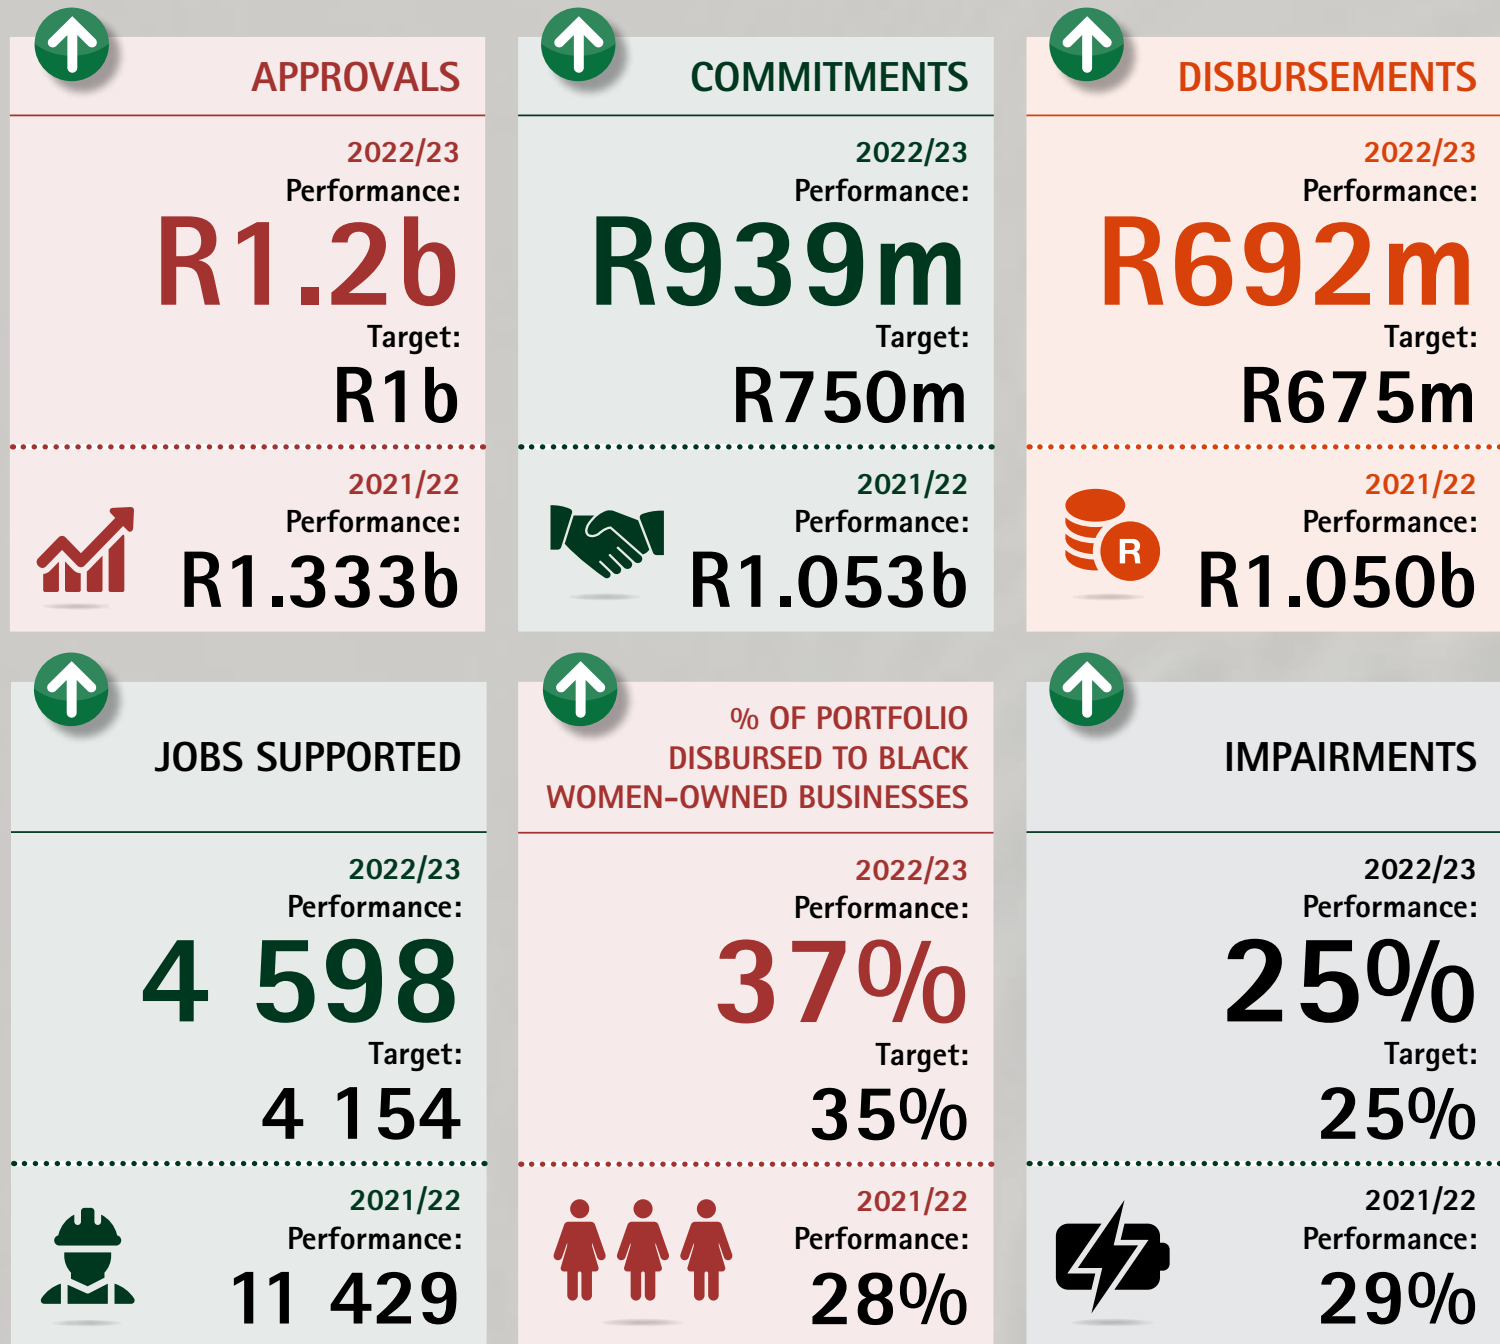 APPROVALS
2022/23
Performance:
R1.2b
Target:
R1b
2021/22
Performance:
R1.333b
COMMITMENTS
2022/23
Performance:
R939m
Target:
R750m
2021/22
Performance:
R1.053b
DISBURSEMENTS
2022/23
Performance:
R692m
Target:
R675m
2021/22
Performance:
R
R1.050b
JOBS SUPPORTED
2022/23
Performance:
4 598
Target:
4 154
2021/22
Performance:
11 429
% OF PORTFOLIO
DISBURSED TO BLACK
WOMEN-OWNED BUSINESSES
2022/23
Performance:
37%
Target:
35%
2021/22
Performance:
28%
IMPAIRMENTS
2022/23
Performance:
25%
Target:
25%
2021/22
Performance:
29%